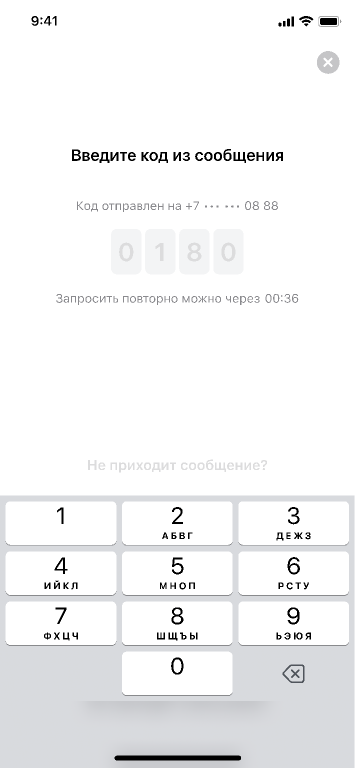 9:41
Введите код из сообщения
Код отправлен на +7 ••• ••• 08 88
0 1 8 0
Запросить повторно можно через 00:36
Не приходит сообщение?
1 2 3
АБВГ ДЕЖЗ
4 5 6
ИЙКЛ МНОП РСТУ
7 8 9
ФХЦЧ ШЩЪЫ ЬЭЮЯ
0